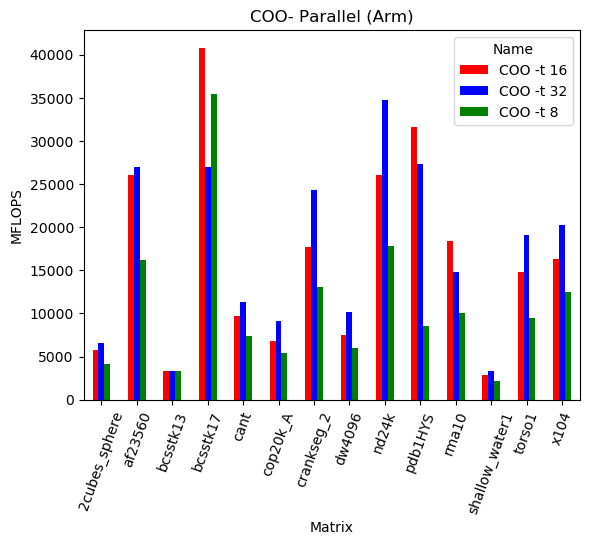 COO- Parallel (Arm)
Name
COO -t 16
COO -t 32
COO -t 8
MFLOPS
40000
35000
30000
25000
20000
15000
10000
5000
0
2cubes_sphere
af23560
bcsstk13
bcsstk17
cant
cop20k_A
crankseg_2
dw4096
nd24k
pdb1HYS
rma10
shallow_water1
torso1
x104
Matrix